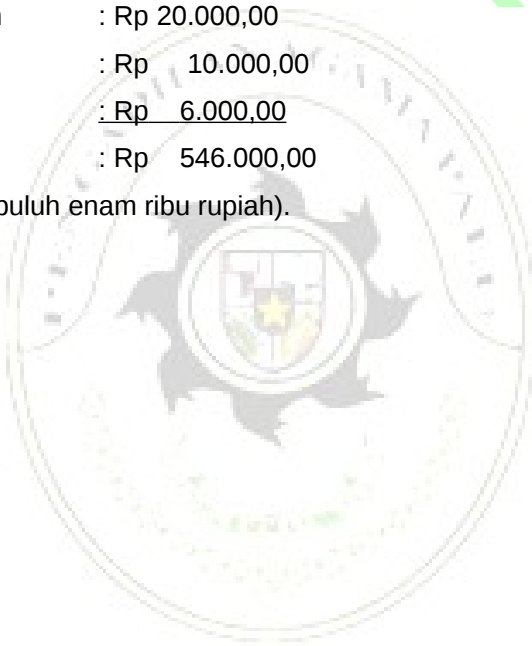 : Rp 20.000,00
: Rp 10.000,00
: Rp 6.000,00
: Rp 546.000,00
puluh enam ribu rupiah).